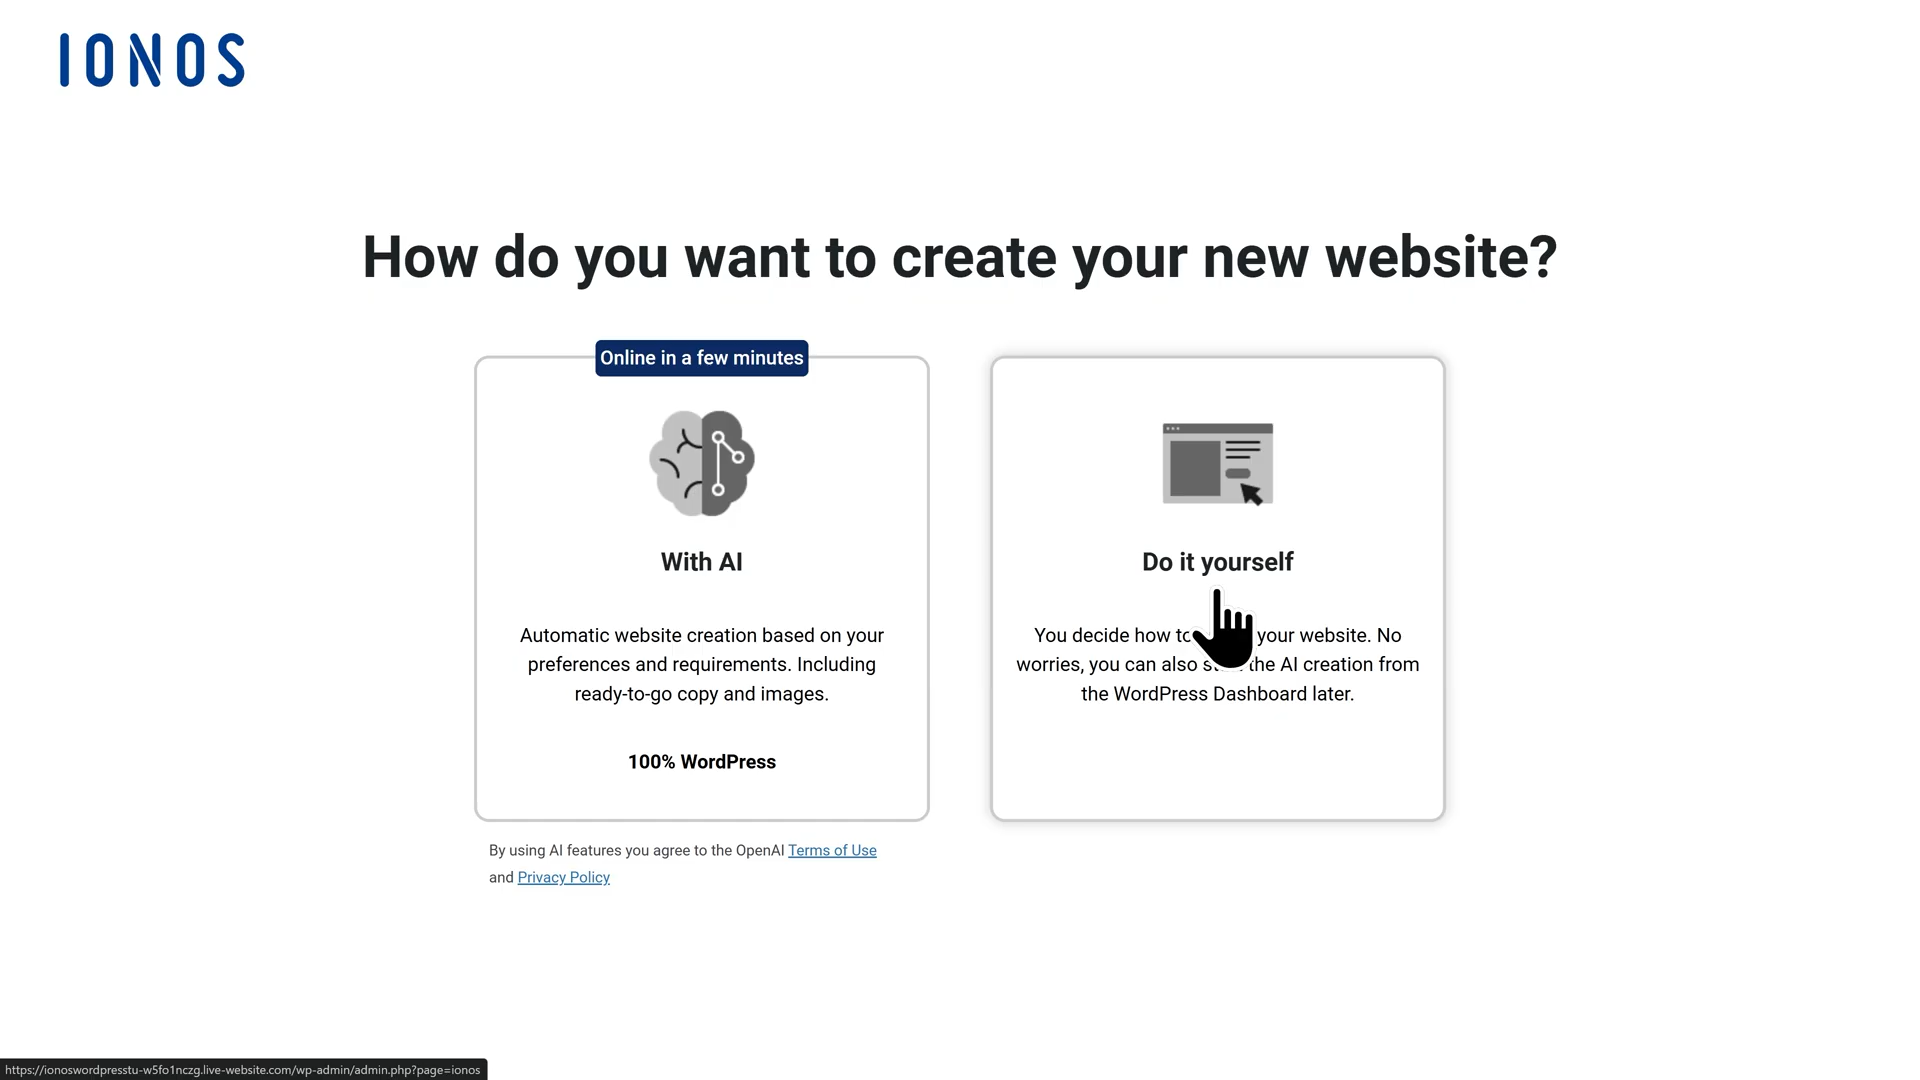 IONOS
How do you want to create your new website?
Online in a few minutes
With AI
Automatic website creation based on your
preferences and requirements. Including
ready-to-go copy and images.
100% WordPress
By using AI features you agree to the OpenAI Terms of Use
and Privacy Policy
Do it yourself
You decide how to your website. No
worries, you can also the AI creation from
the WordPress Dashboard later.
https://ionoswordpresstu-w5fo1nczg.live-website.com/wp-admin/admin.php?page=ionos